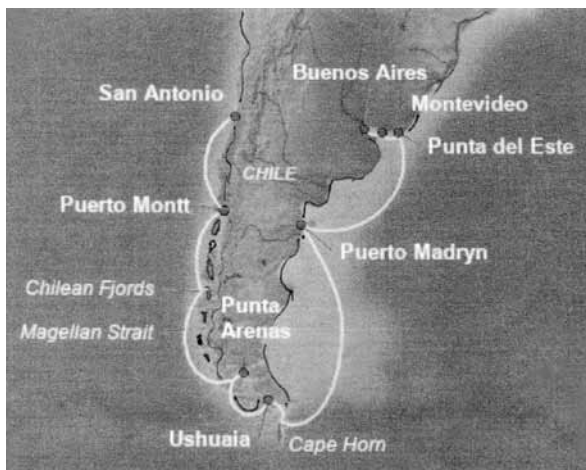 Buenos Aires
San Antonio
Montevideo
Punta del Este
CHILE
Puerto Montt
Puerto Madryn
Chilean Fjords
Punta
Arenas
Magellan Strait
Ushuaia
Cape Horn